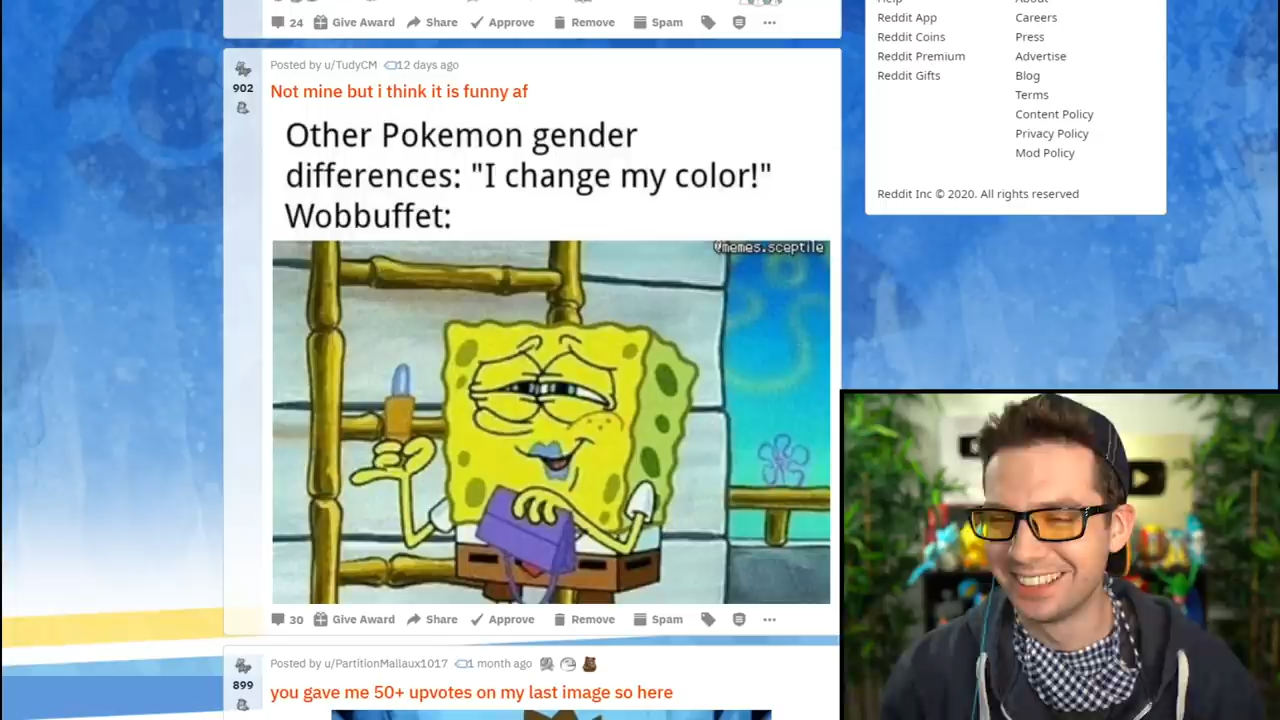 24 Give Award Share Approve Remove Spam
Posted by u/TudyCM 12 days ago
902
Not mine but i think it is funny af
Other Pokemon gender
differences: "I change my color!"
Wobbuffet:
@memes.sceptile
30 Give Award Share Approve Remove Spam
Posted by u/PartitionMallaux1017 1 month ago
899
you gave me 50+ upvotes on my last image so here
Reddit App Careers
Reddit Coins Press
Reddit Premium Advertise
Reddit Gifts Blog
Terms
Content Policy
Privacy Policy
Mod Policy
Reddit Inc © 2020. All rights reserved